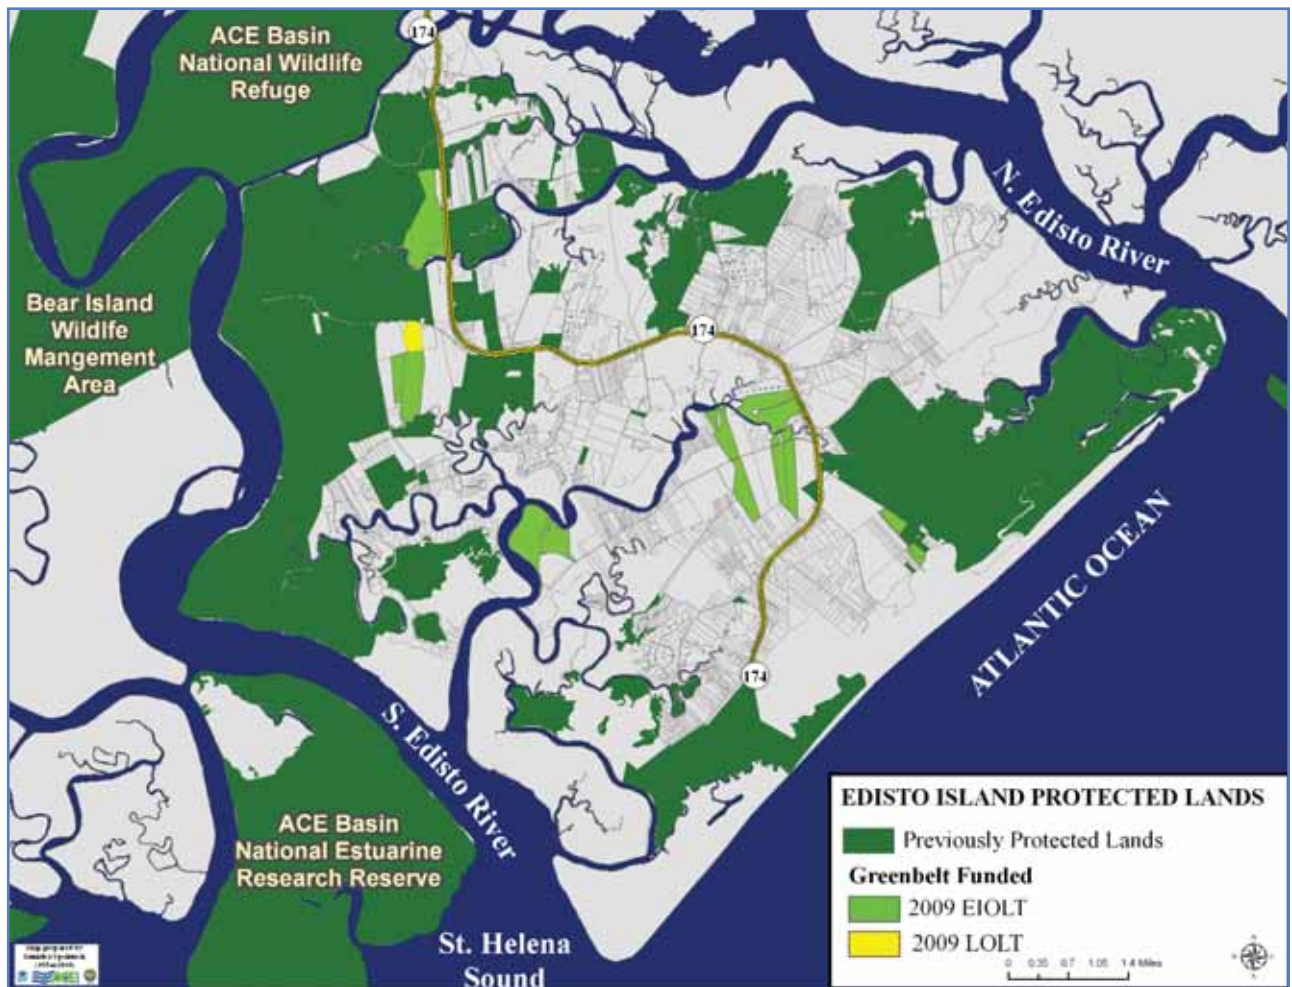 174
ACE Basin
National Wildlife
Refuge
N. Edisto River
Bear Island
Wildlife
Mangement
Area
174
ATLANTIC OCEAN
174
S. Edisto River
ACE Basin
National Estuarine
Research Reserve
St. Helena
Sound
EDISTO ISLAND PROTECTED LANDS
Previously Protected Lands
Greenbelt Funded
2009 EIOLT
2009 LOLT
0 0.35 0.7 1.05 1.4 Miles